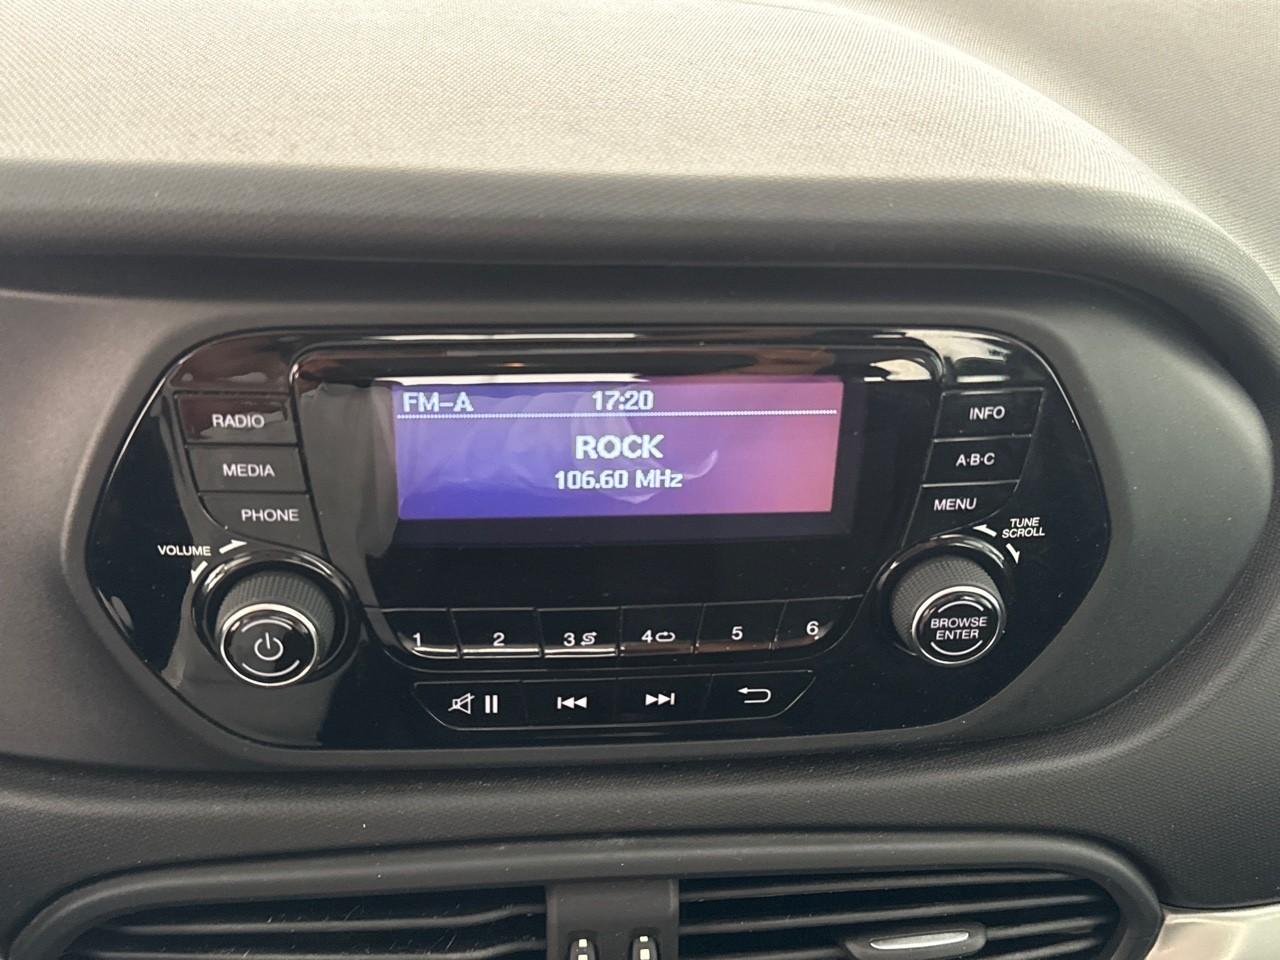 FM-A 17:20
ROCK
106.60 MHz
RADIO
MEDIA
PHONE
VOLUME
INFO
A·B·C
MENU
TUNE
SCROLL
BROWSE
ENTER
1 2 3 4 5 6